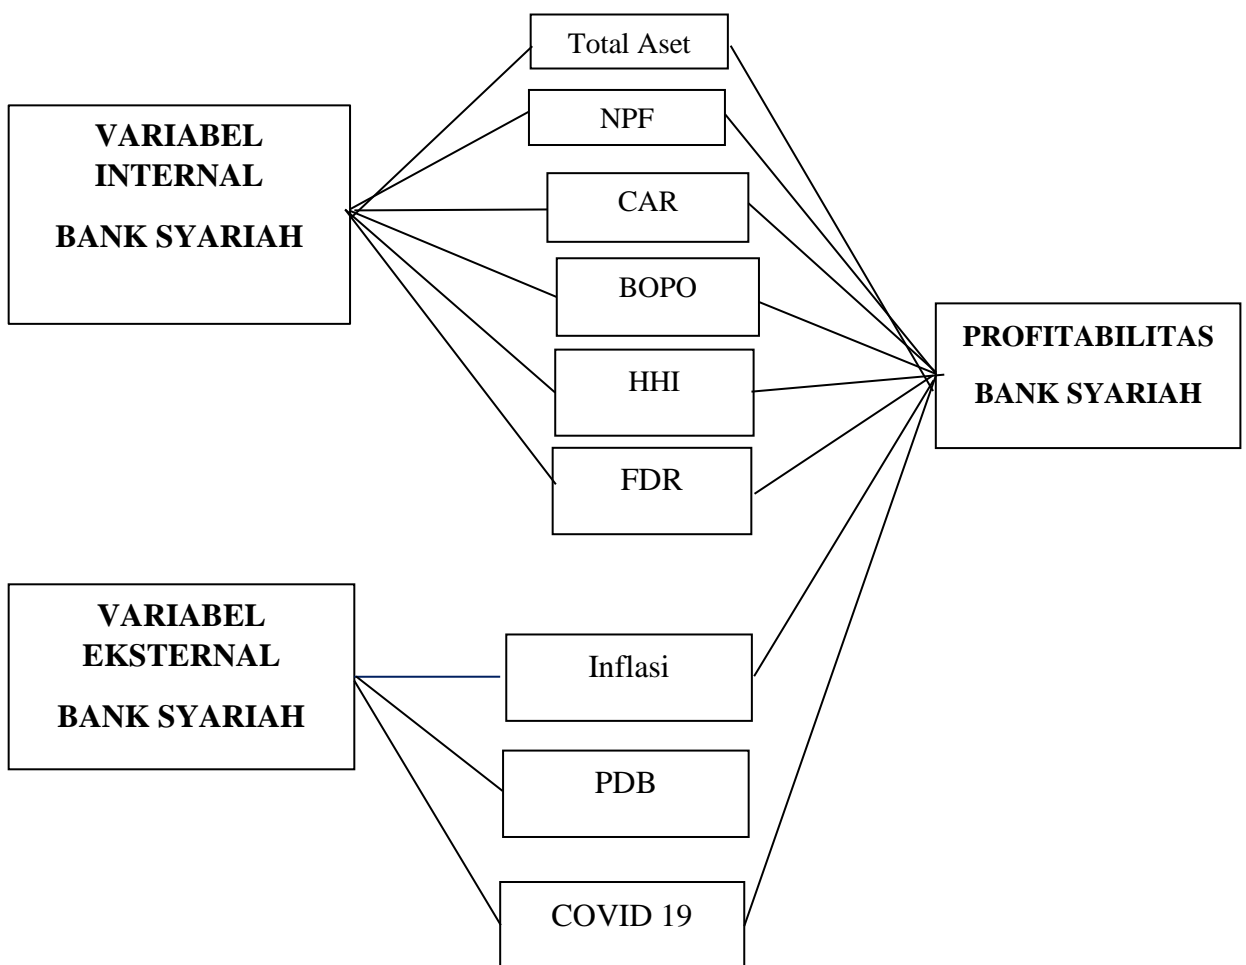 Total Aset
NPF
CAR
BOPO
HHI
FDR
VARIABEL
INTERNAL
BANK SYARIAH
PROFITABILITAS
BANK SYARIAH
VARIABEL
EKSTERNAL
BANK SYARIAH
Inflasi
PDB
COVID 19